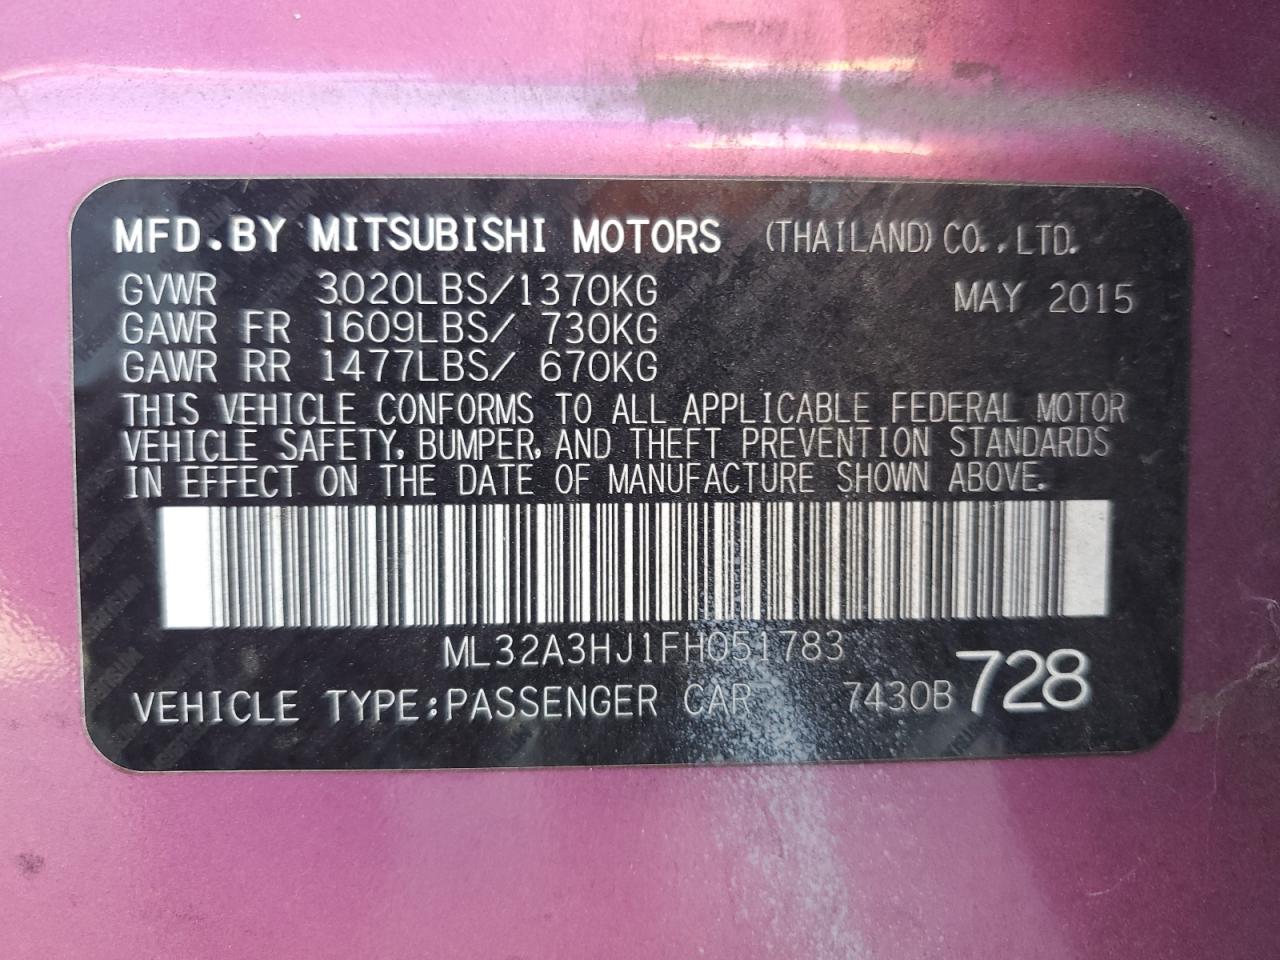 MFD.BY MITSUBISHI MOTORS (THAILAND) CO.,LTD.
GVWR 3020LBS/1370KG MAY 2015
GAWR FR 1609LBS/ 730KG
GAWR RR 1477LBS/ 670KG
THIS VEHICLE CONFORMS TO ALL APPLICABLE FEDERAL MOTOR
VEHICLE SAFETY, BUMPER, AND THEFT PREVENTION STANDARDS
IN EFFECT ON THE DATE OF MANUFACTURE SHOWN ABOVE.
ML32A3HJ1FH051783
VEHICLE TYPE:PASSENGER CAR 7430B 728